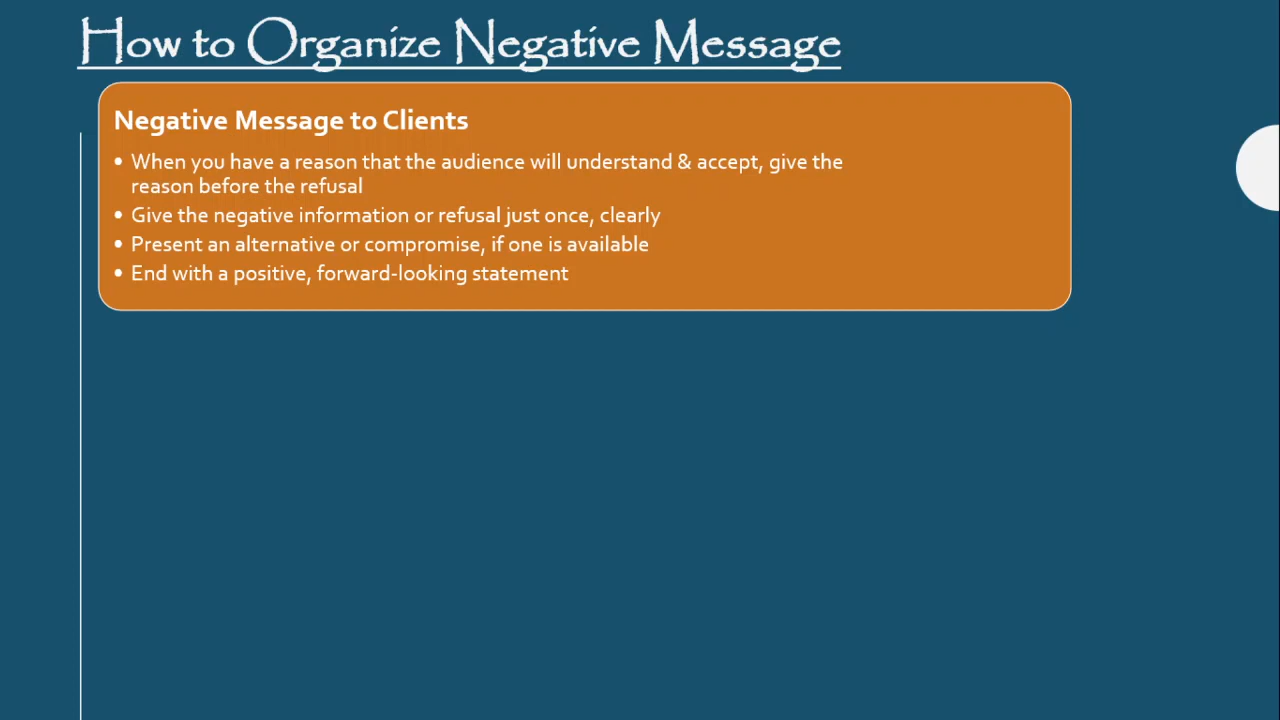 How to Organize Negative Message
Negative Message to Clients
• When you have a reason that the audience will understand & accept, give the
reason before the refusal
• Give the negative information or refusal just once, clearly
• Present an alternative or compromise, if one is available
• End with a positive, forward-looking statement